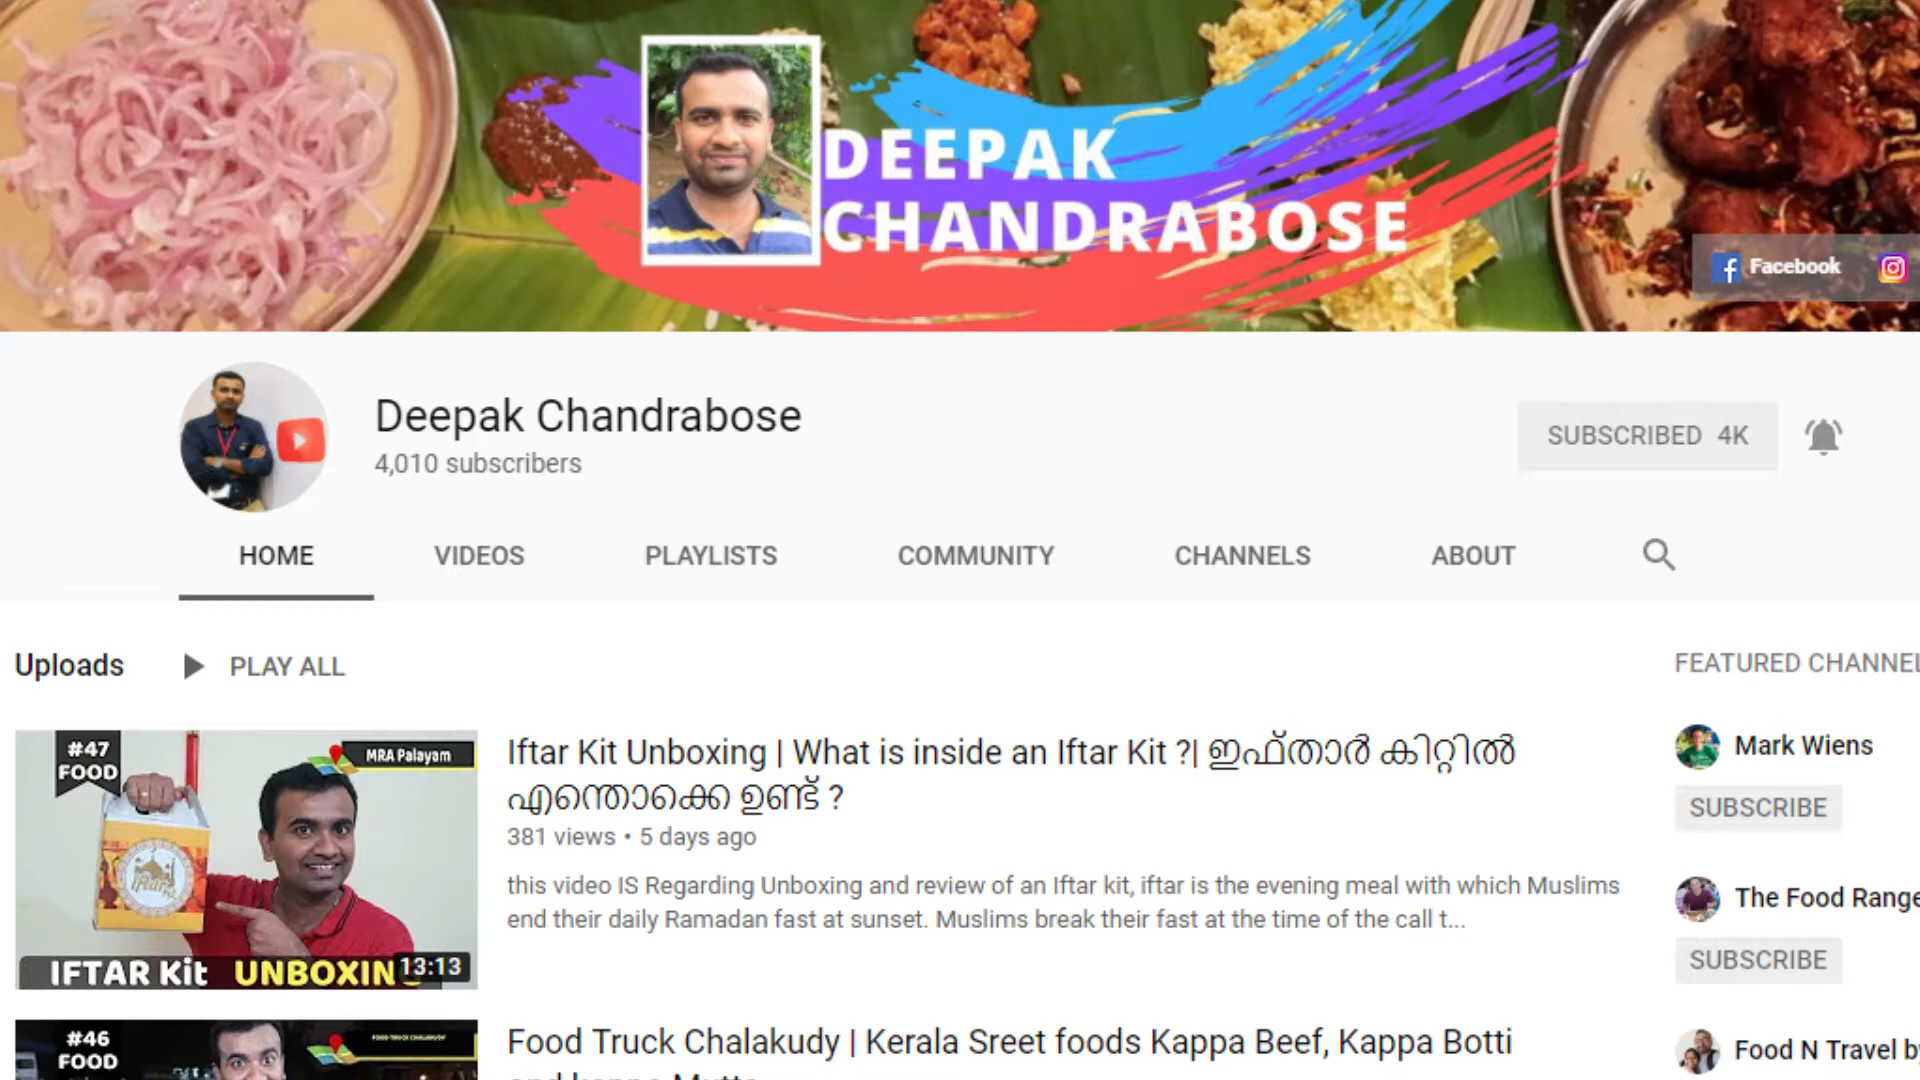 DEEPAK
CHANDRABOSE
Facebook
Deepak Chandrabose
4,010 subscribers
SUBSCRIBED 4K
HOME VIDEOS PLAYLISTS COMMUNITY CHANNELS ABOUT
Uploads PLAY ALL
FEATURED CHANNEL
#47
FOOD
MRA Palayam
iftar
IFTAR Kit UNBOXIN
13:13
Iftar Kit Unboxing | What is inside an Iftar Kit ?| ഇഫ്താർ കിറ്റിൽ
എന്തൊക്കെ ഉണ്ട് ?
381 views • 5 days ago
this video IS Regarding Unboxing and review of an Iftar kit, iftar is the evening meal with which Muslims
end their daily Ramadan fast at sunset. Muslims break their fast at the time of the call t...
Mark Wiens
SUBSCRIBE
The Food Range
SUBSCRIBE
#46
FOOD
FOOD TRUCK CHALAKUDY
Food Truck Chalakudy | Kerala Sreet foods Kappa Beef, Kappa Botti
Food N Travel by